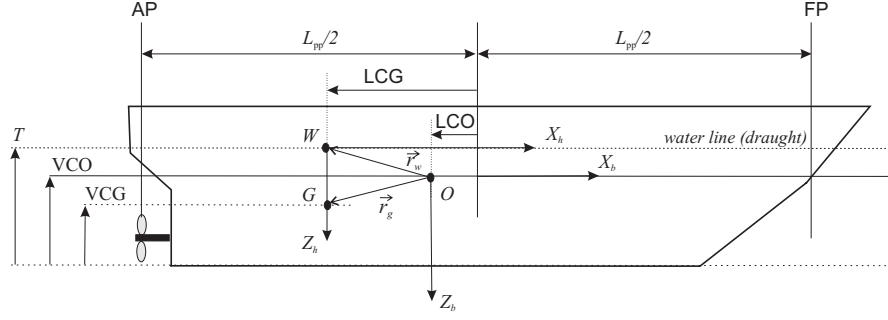 AP
FP
L_pp/2
L_pp/2
LCG
LCO
T
W
X_h
water line (draught)
VCO
r_w
X_b
VCG
G
O
r_g
Z_h
Z_b